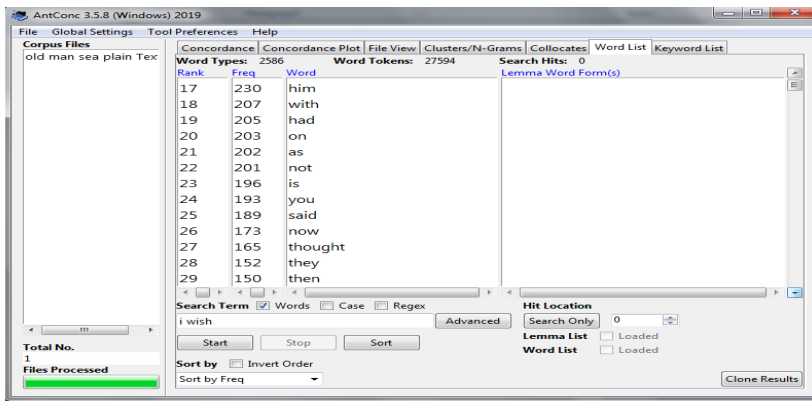 AntConc 3.5.8 (Windows) 2019
File Global Settings Tool Preferences Help
Corpus Files
old man sea plain Tex
Concordance Concordance Plot File View Clusters/N-Grams Collocates Word List Keyword List
Word Types: 2586 Word Tokens: 27594 Search Hits: 0
Rank Freq Word Lemma Word Form(s)
17 230 him
18 207 with
19 205 had
20 203 on
21 202 as
22 201 not
23 196 is
24 193 you
25 189 said
26 173 now
27 165 thought
28 152 they
29 150 then
Search Term Words Case Regex Hit Location
i wish Advanced Search Only 0
Start Stop Sort Lemma List Loaded
Word List Loaded
Total No.
1
Files Processed
Sort by Invert Order
Sort by Freq Clone Results